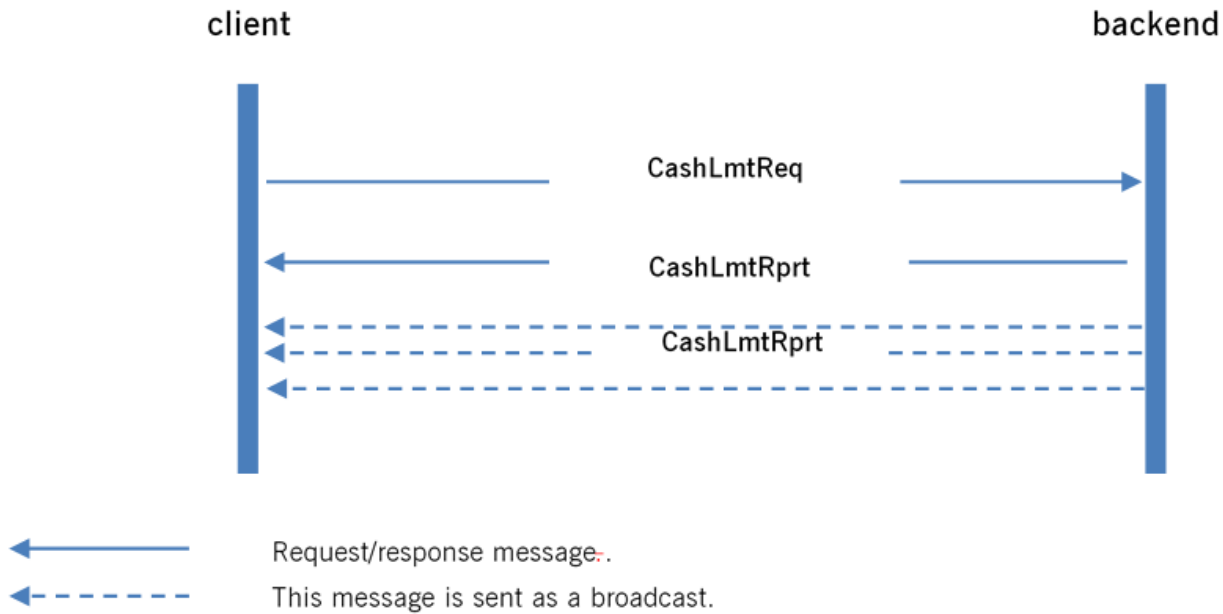 client
backend
CashLmtReq
CashLmtRprt
CashLmtRprt
Request/response message..
This message is sent as a broadcast.